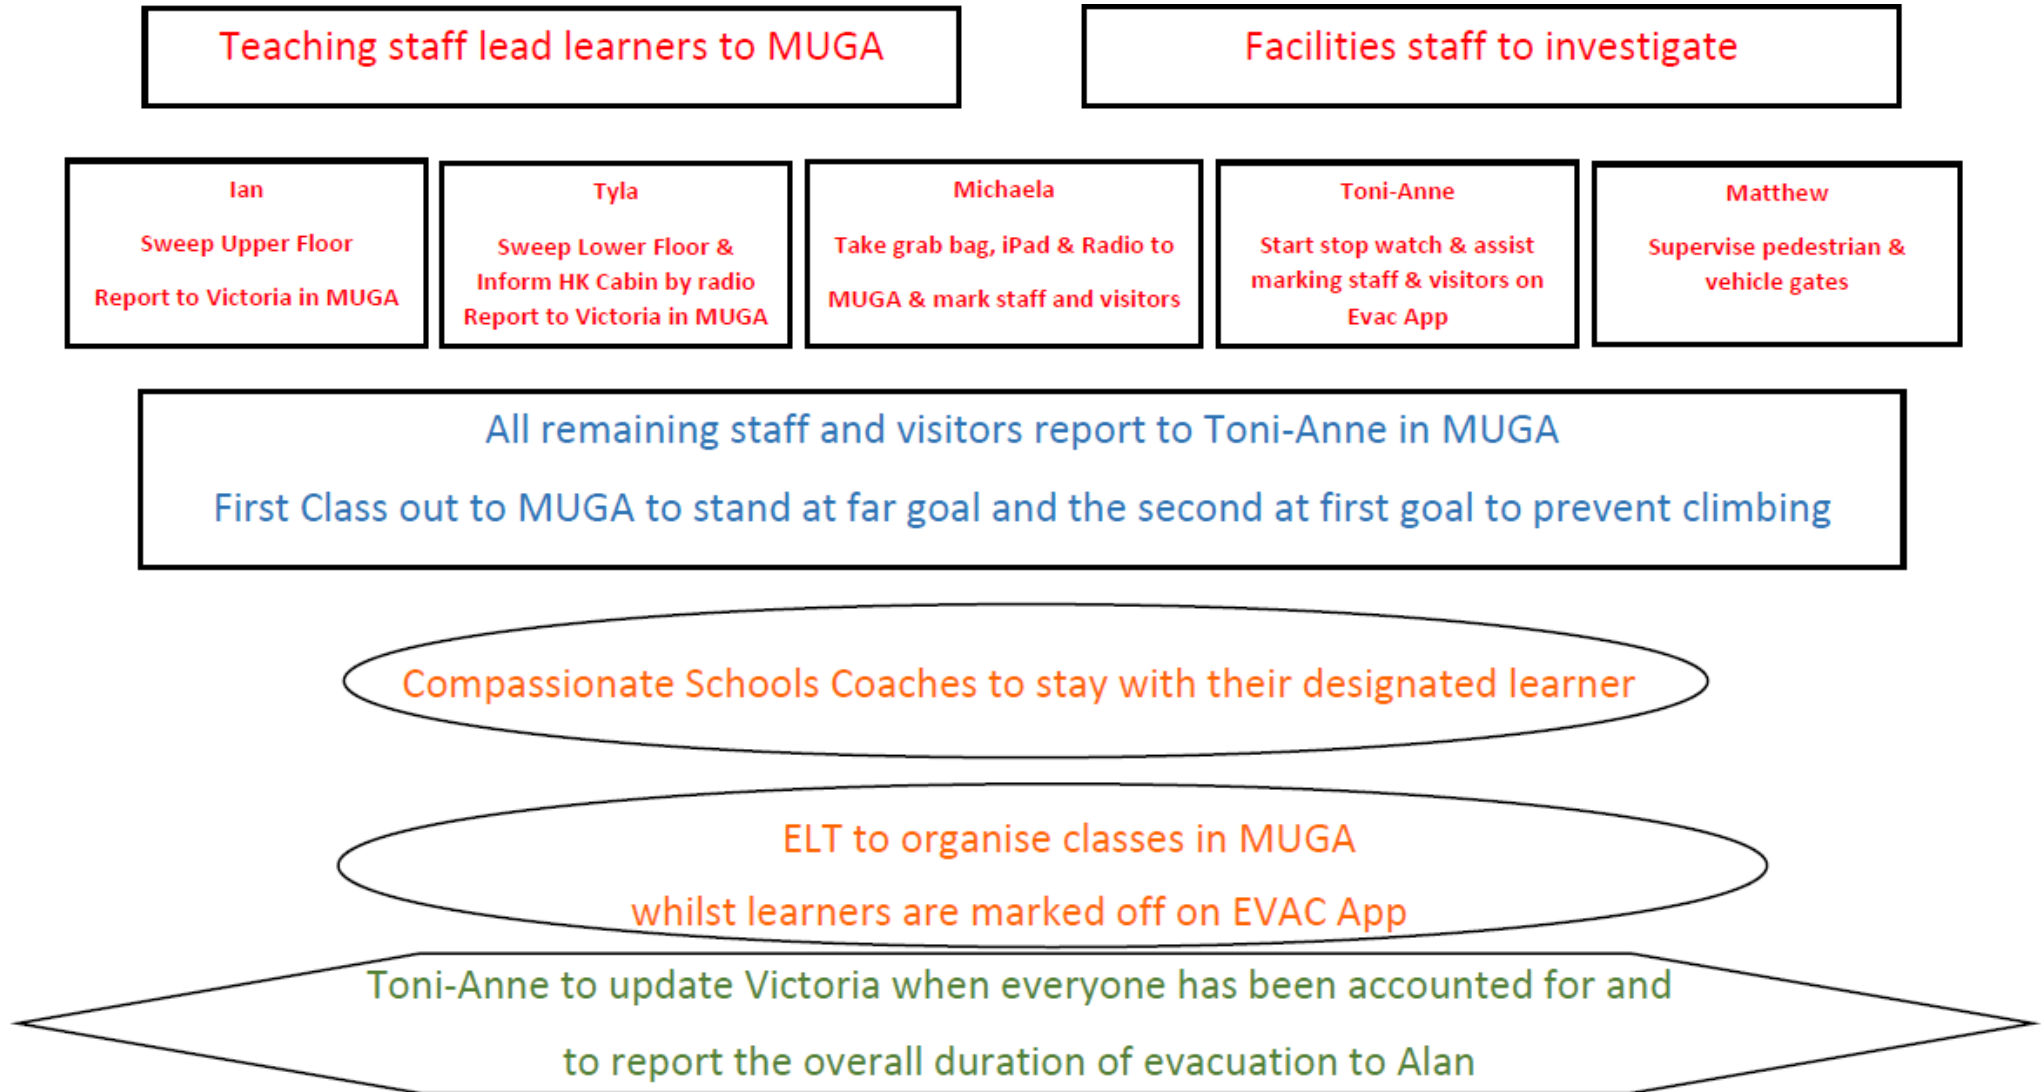 Teaching staff lead learners to MUGA
Facilities staff to investigate
Ian
Sweep Upper Floor
Report to Victoria in MUGA
Tyla
Sweep Lower Floor &
Inform HK Cabin by radio
Report to Victoria in MUGA
Michaela
Take grab bag, iPad & Radio to
MUGA & mark staff and visitors
Toni-Anne
Start stop watch & assist
marking staff & visitors on
Evac App
Matthew
Supervise pedestrian &
vehicle gates
All remaining staff and visitors report to Toni-Anne in MUGA
First Class out to MUGA to stand at far goal and the second at first goal to prevent climbing
Compassionate Schools Coaches to stay with their designated learner
ELT to organise classes in MUGA
whilst learners are marked off on EVAC App
Toni-Anne to update Victoria when everyone has been accounted for and
to report the overall duration of evacuation to Alan